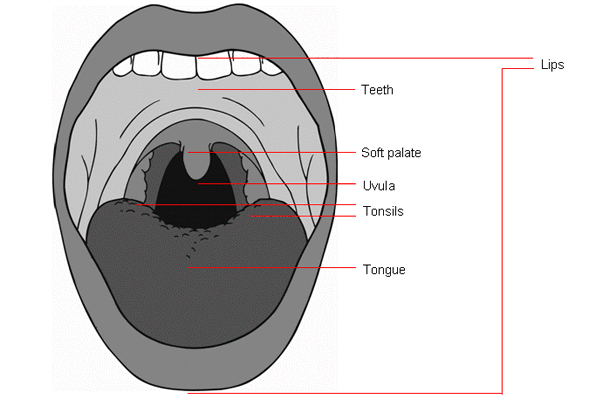 Lips
Teeth
Soft palate
Uvula
Tonsils
Tongue